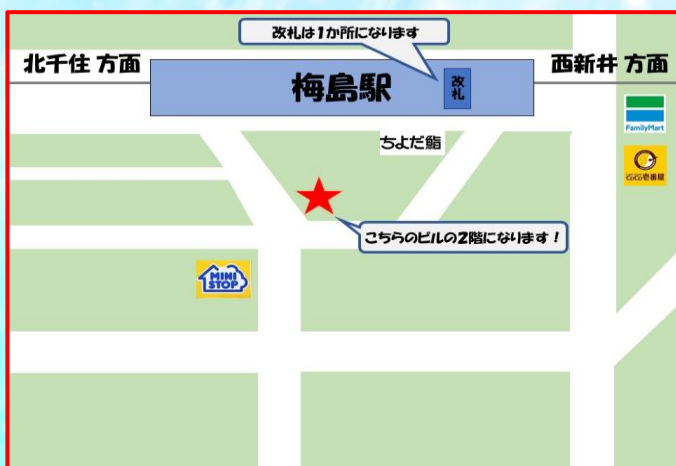 改札は1か所になります
北千住 方面
梅島駅
改札
西新井 方面
FamilyMart
ちよだ鮨
CoCo壱番屋
こちらのビルの2階になります!
MINI
STOP